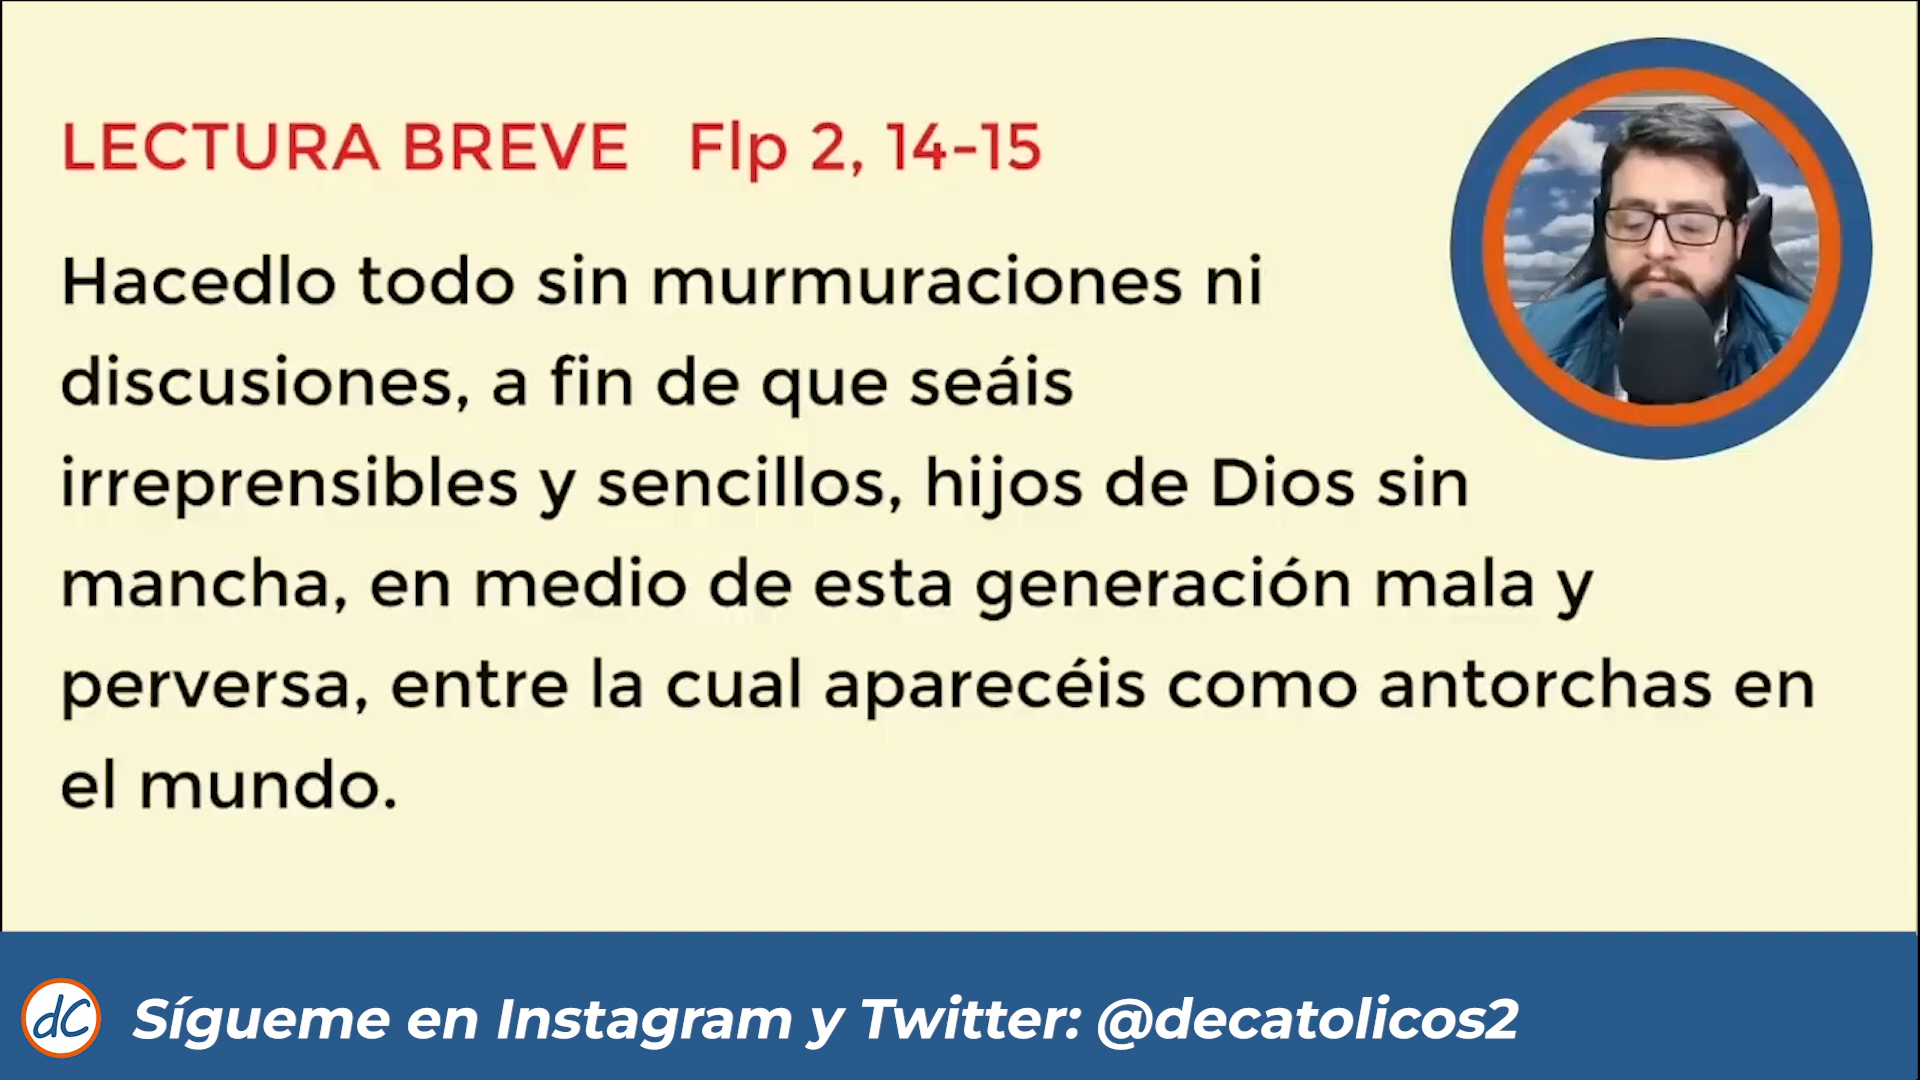 LECTURA BREVE Flp 2, 14-15
Hacedlo todo sin murmuraciones ni
discusiones, a fin de que seáis
irreprensibles y sencillos, hijos de Dios sin
mancha, en medio de esta generación mala y
perversa, entre la cual aparecéis como antorchas en
el mundo.
dC Sígueme en Instagram y Twitter: @decatolicos2